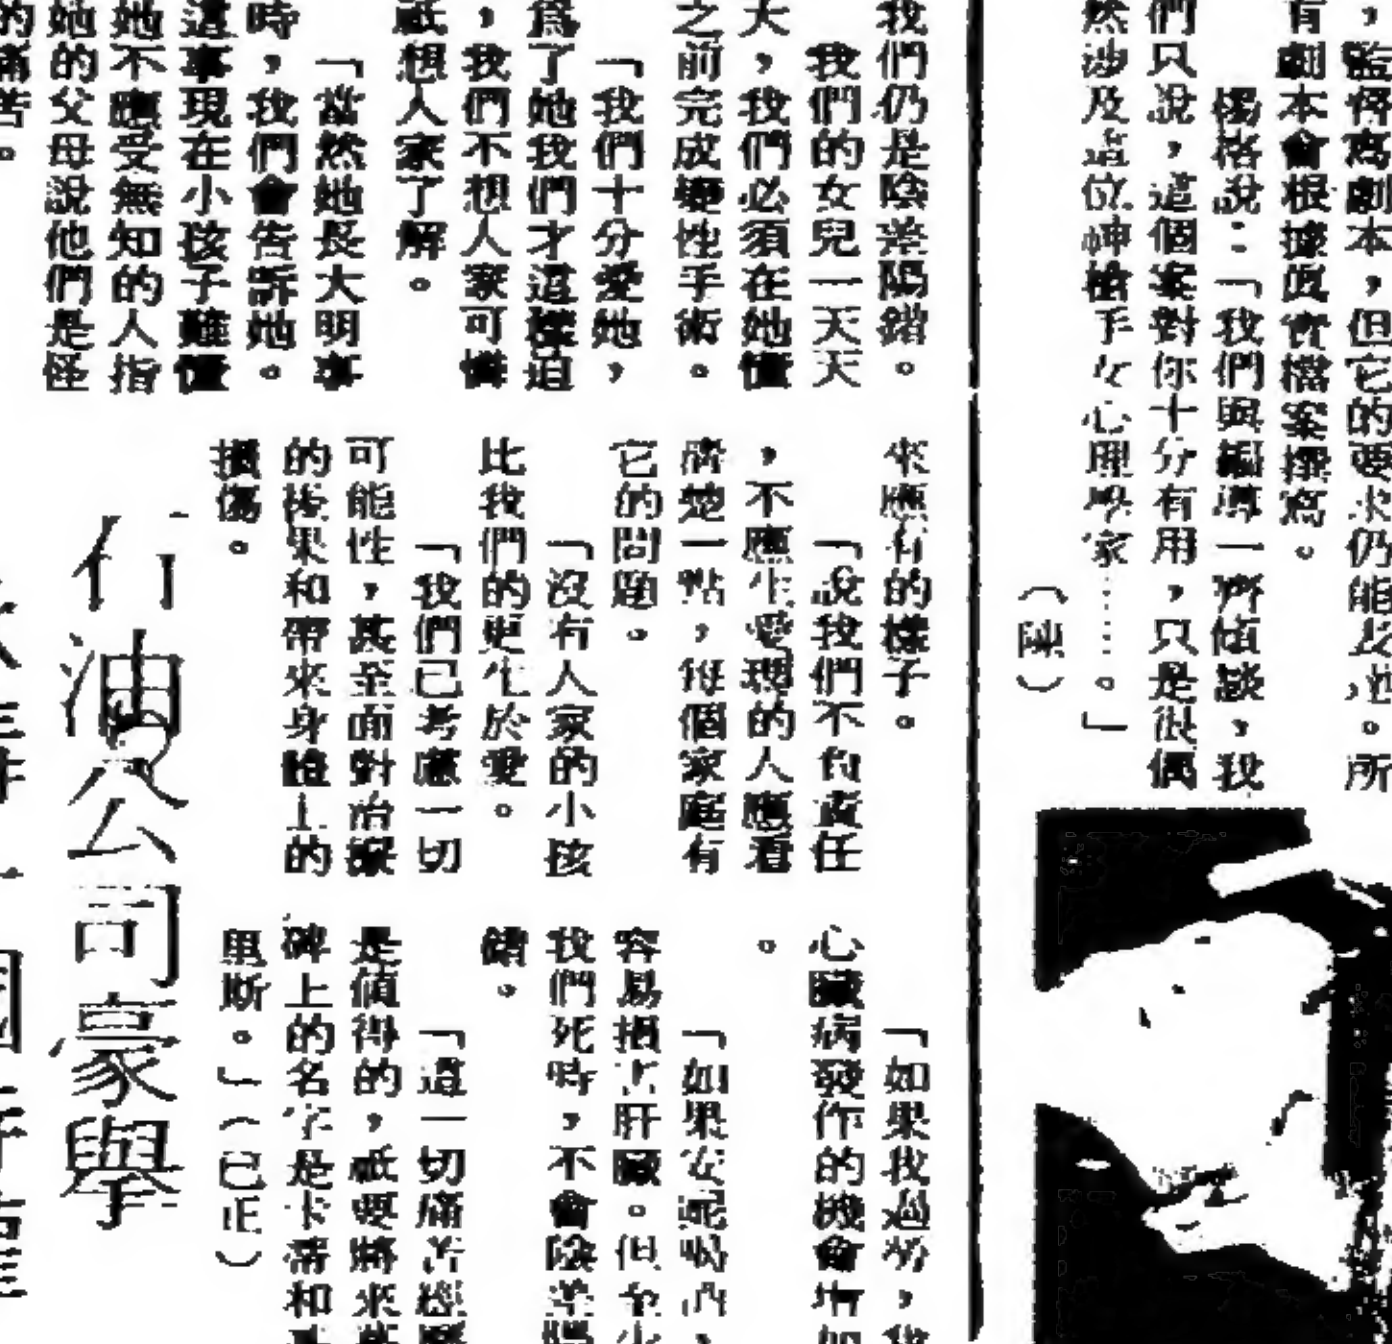 ，監督寫劇本，但它的要求仍能及此。所
有劇本會根據眞實檔案撰寫。
楊格說：「我們與編導一齊傾談，我
們只說，這個案對你十分有用，只是很偶
然涉及這位神槍手女心理學家……。」
（陳）
我們仍是陰差陽錯。
我們的女兒一天天
大，我們必須在她懂
之前完成變性手術。
「我們十分愛她，
爲了她我們才這樣迫
，我們不想人家可憐
祇想人家了解。
「當然她長大明事
時，我們會告訴她。
這事現在小孩子難懂
她不應受無知的人指
她的父母說他們是怪
的痛苦。
來應有的樣子。
「說我們不負責任
，不應生愛理的人應看
清楚一點，每個家庭有
它的問題。
「沒有人家的小孩
比我們的更生於愛。
「我們已考慮一切
可能性，甚至面對治療
的後果和帶來身體上的
損傷。
「如果我過勞，我
心臟病發作的機會增加
。
「如果安妮喝酒，
容易損害肝臟。但至少
我們死時，不會陰差陽
錯。
「這一切痛苦經歷
是値得的，祇要將來墓
碑上的名字是卡蒂和
里斯。」（已正）
油公司豪擧